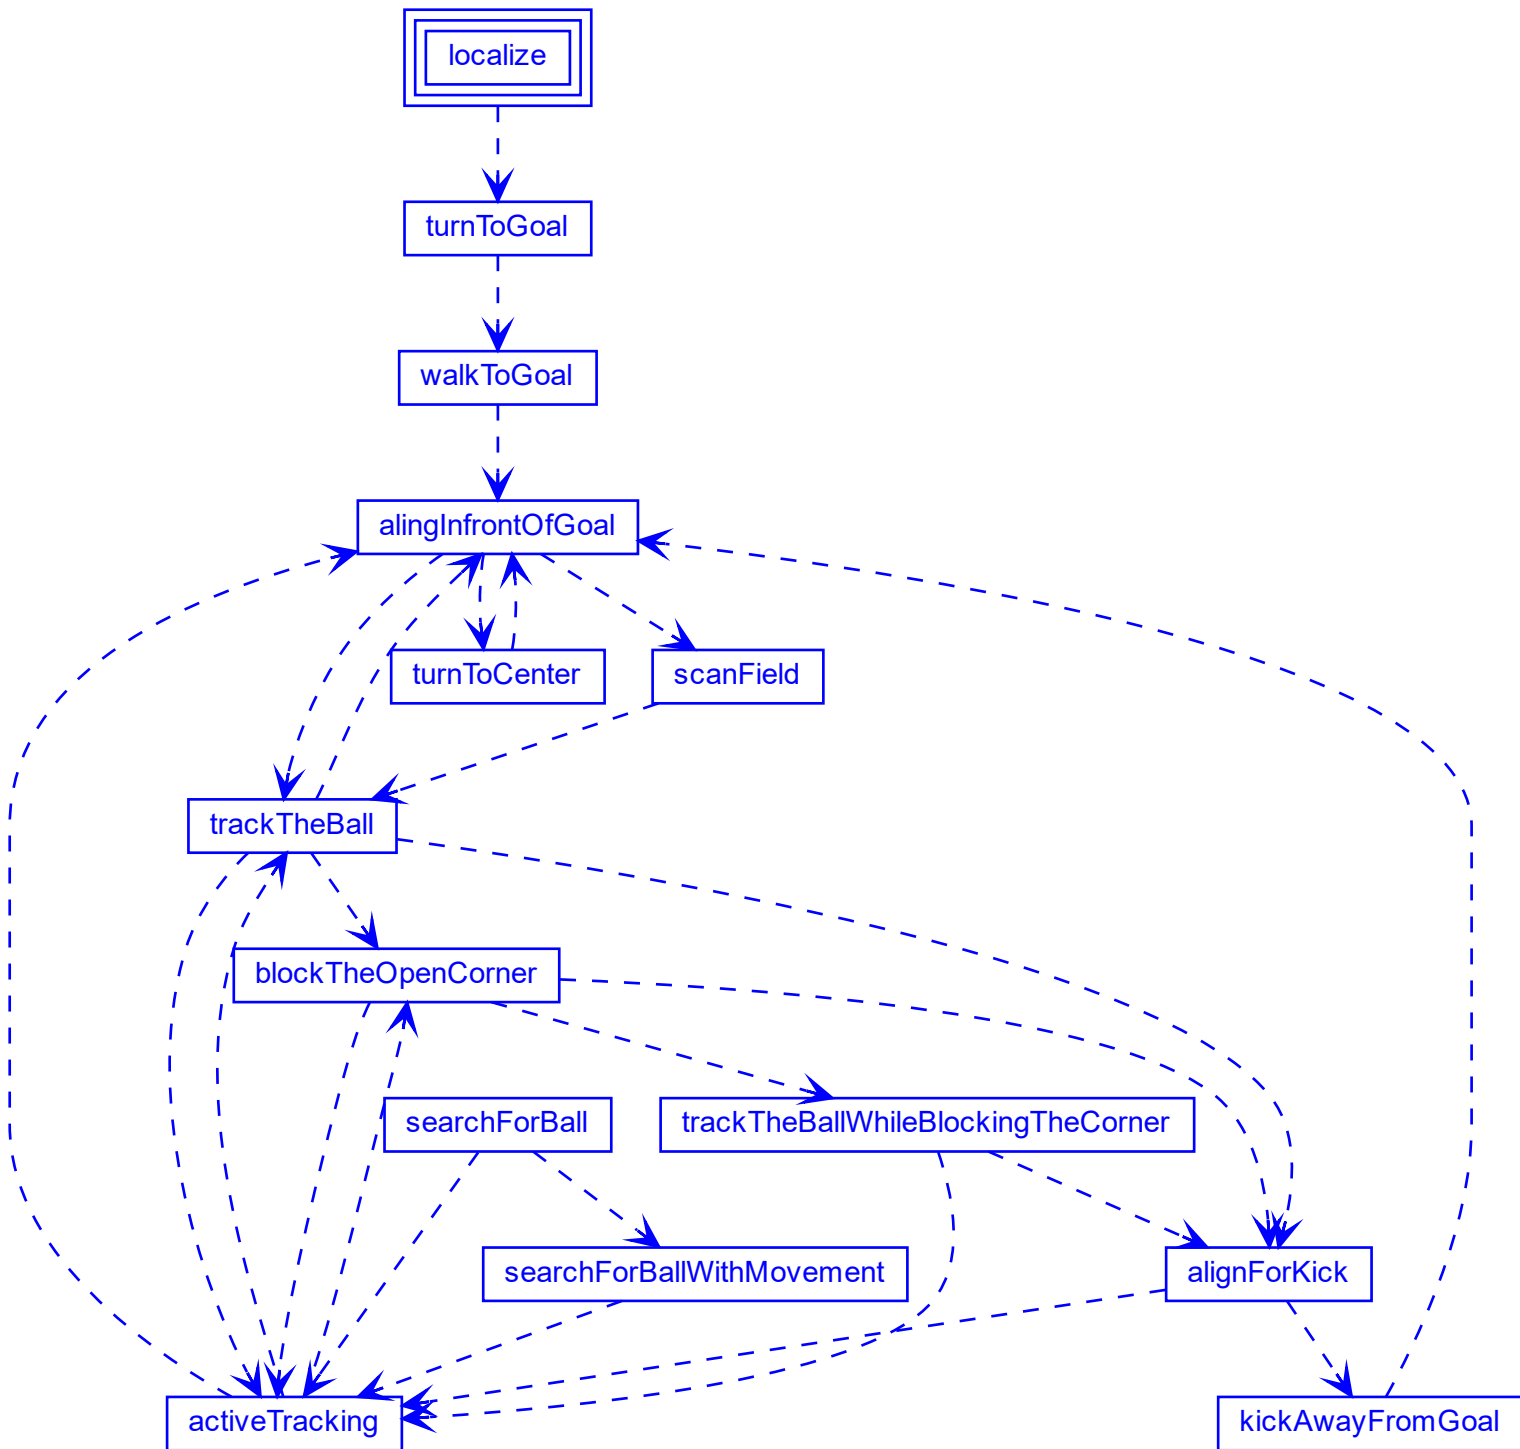 localize
turnToGoal
walkToGoal
alingInfrontOfGoal
turnToCenter
scanField
trackTheBall
blockTheOpenCorner
searchForBall
trackTheBallWhileBlockingTheCorner
searchForBallWithMovement
alignForKick
activeTracking
kickAwayFromGoal